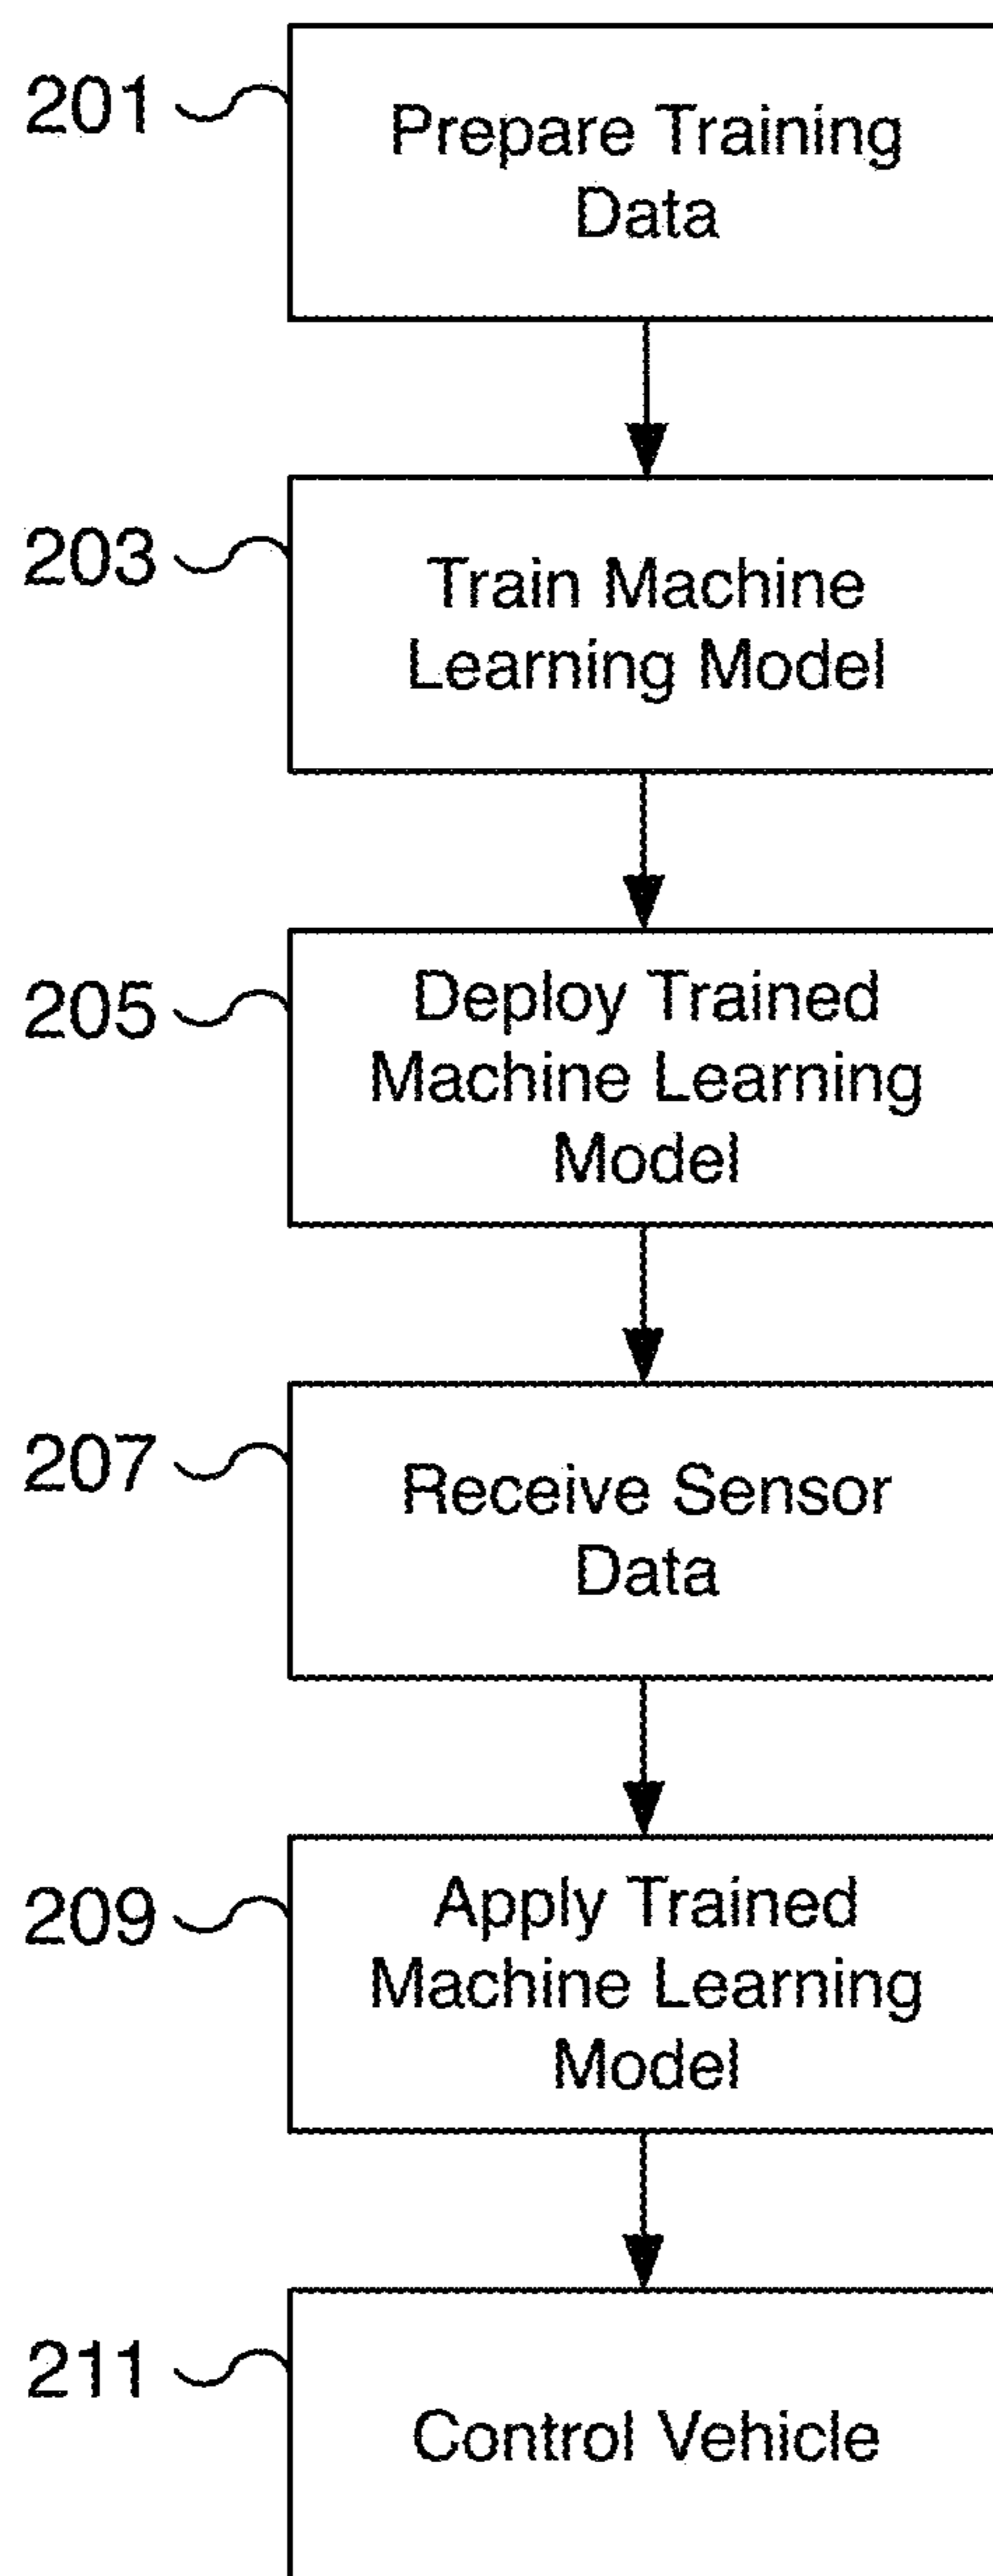 201
Prepare Training
Data
203
Train Machine
Learning Model
205
Deploy Trained
Machine Learning
Model
207
Receive Sensor
Data
209
Apply Trained
Machine Learning
Model
211
Control Vehicle